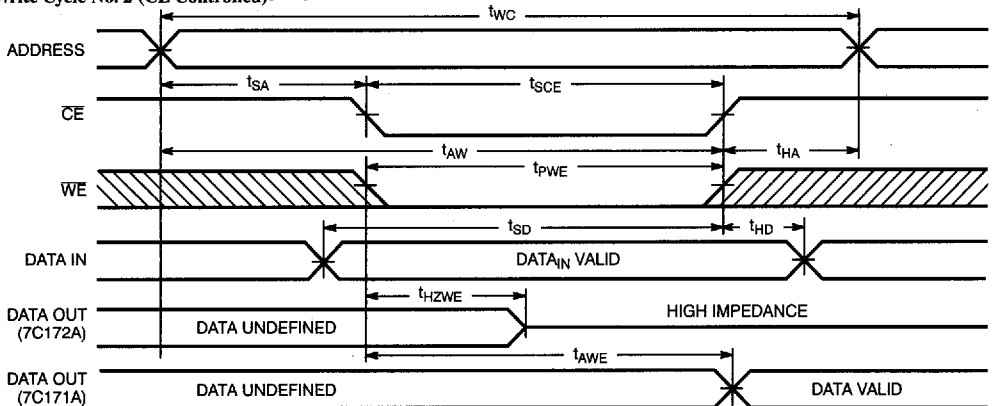 Write Cycle No. 2 (CE Controlled)
tWC
ADDRESS
tSA
tSCE
CE
tAW
tHA
tPWE
WE
tSD
tHD
DATA IN
DATAIN VALID
tHZWE
DATA OUT
(7C172A)
DATA UNDEFINED
HIGH IMPEDANCE
tAWE
DATA OUT
(7C171A)
DATA UNDEFINED
DATA VALID